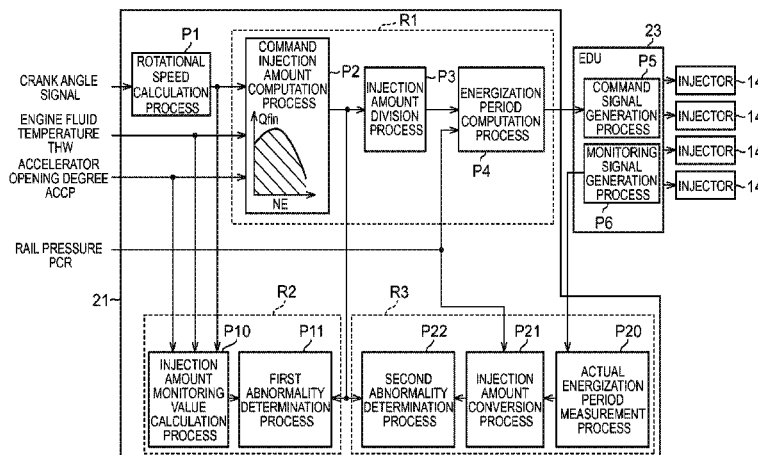 R1
P1
23
ROTATIONAL
SPEED
CALCULATION
PROCESS
COMMAND
INJECTION
AMOUNT
COMPUTATION
PROCESS
P2
Qfin
NE
P3
INJECTION
AMOUNT
DIVISION
PROCESS
ENERGIZATION
PERIOD
COMPUTATION
PROCESS
P4
EDU
P5
COMMAND
SIGNAL
GENERATION
PROCESS
MONITORING
SIGNAL
GENERATION
PROCESS
P6
INJECTOR
14
INJECTOR
14
INJECTOR
14
INJECTOR
14
CRANK ANGLE
SIGNAL
ENGINE FLUID
TEMPERATURE
THW
ACCELERATOR
OPENING DEGREE
ACCP
RAIL PRESSURE
PCR
21
R2
R3
P10
INJECTION
AMOUNT
MONITORING
VALUE
CALCULATION
PROCESS
P11
FIRST
ABNORMALITY
DETERMINATION
PROCESS
P22
SECOND
ABNORMALITY
DETERMINATION
PROCESS
P21
INJECTION
AMOUNT
CONVERSION
PROCESS
P20
ACTUAL
ENERGIZATION
PERIOD
MEASUREMENT
PROCESS